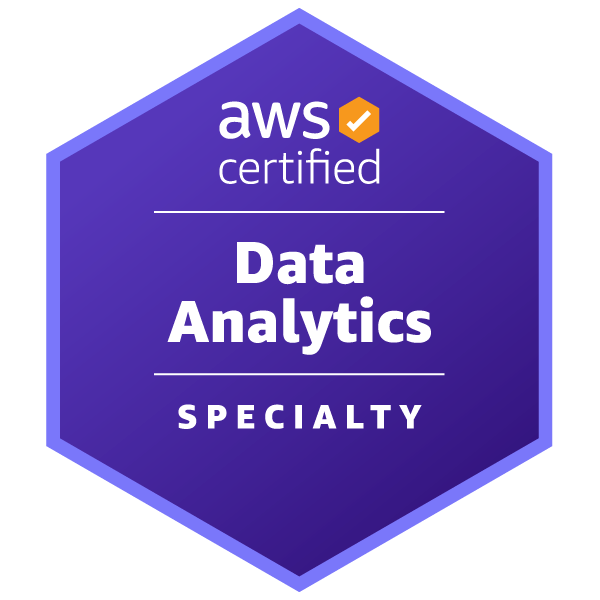 aws
certified
Data
Analytics
SPECIALTY